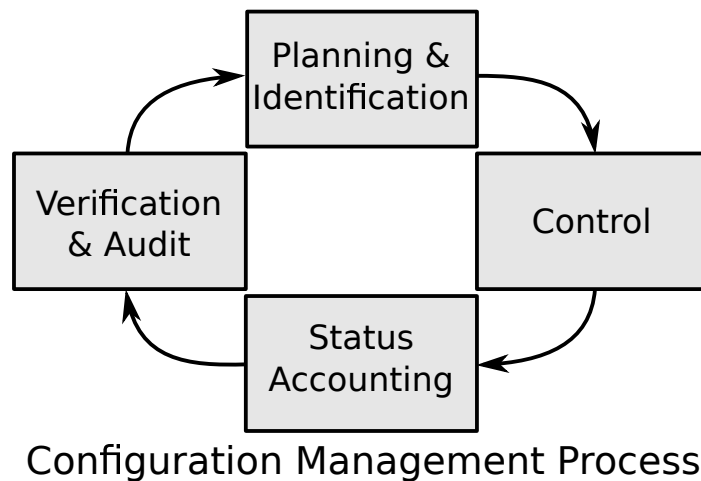 Planning &
Identification
Control
Status
Accounting
Verification
& Audit
Configuration Management Process